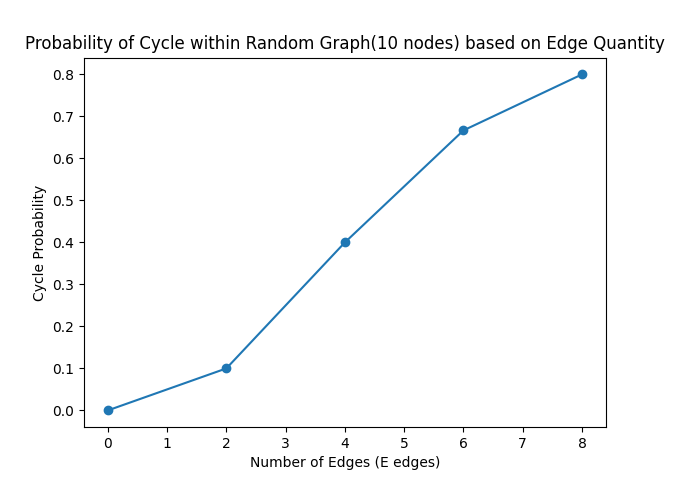 Probability of Cycle within Random Graph(10 nodes) based on Edge Quantity
0.8
0.7
0.6
0.5
0.4
0.3
0.2
0.1
0.0
Cycle Probability
0 1 2 3 4 5 6 7 8
Number of Edges (E edges)